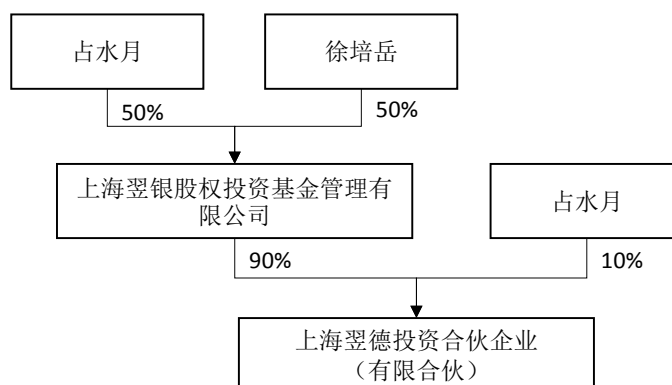 占水月
徐培岳
50%
50%
上海翌银股权投资基金管理有
限公司
占水月
90%
10%
上海翌德投资合伙企业
（有限合伙）